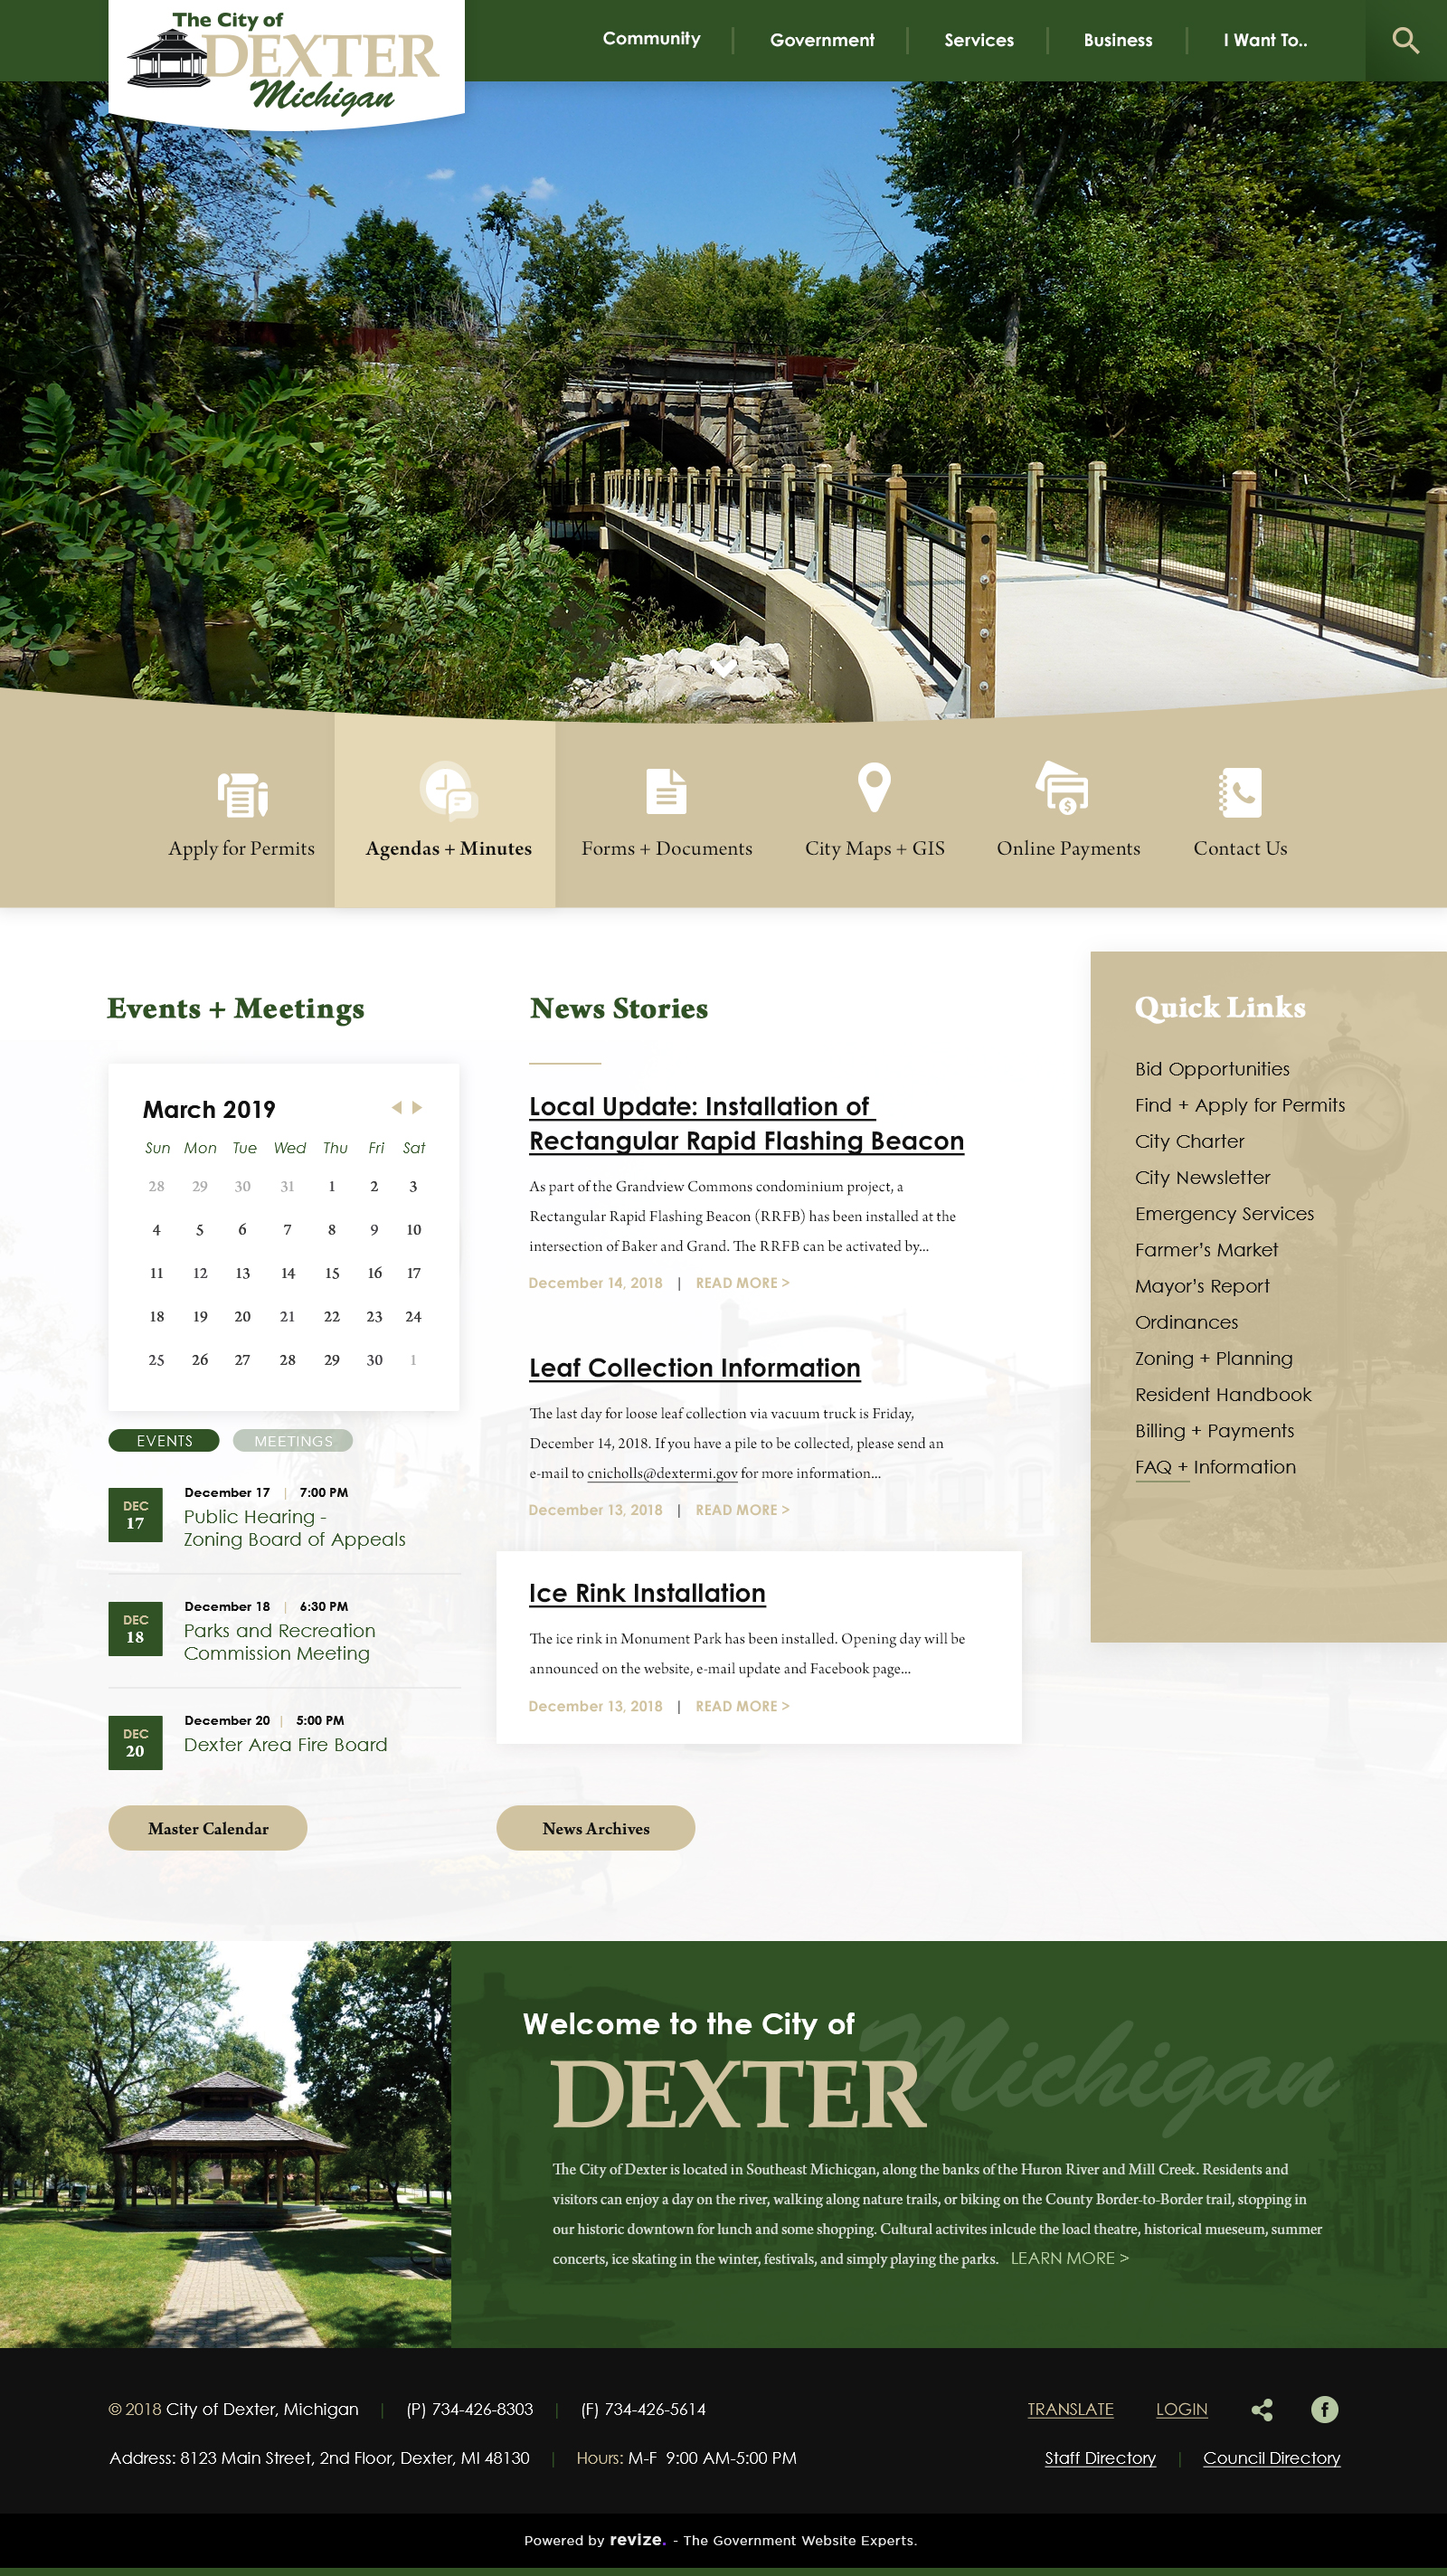 The City of
DEXTER
Michigan
Community
Government
Services
Business
I Want To..
Apply for Permits
Agendas + Minutes
Forms + Documents
City Maps + GIS
Online Payments
Contact Us
Events + Meetings
March 2019
Sun Mon Tue Wed Thu Fri Sat
28 29 30 31 1 2 3
4 5 6 7 8 9 10
11 12 13 14 15 16 17
18 19 20 21 22 23 24
25 26 27 28 29 30 1
EVENTS MEETINGS
DEC
17
December 17 | 7:00 PM
Public Hearing -
Zoning Board of Appeals
DEC
18
December 18 | 6:30 PM
Parks and Recreation
Commission Meeting
DEC
20
December 20 | 5:00 PM
Dexter Area Fire Board
Master Calendar
News Stories
Local Update: Installation of
Rectangular Rapid Flashing Beacon
As part of the Grandview Commons condominium project, a
Rectangular Rapid Flashing Beacon (RRFB) has been installed at the
intersection of Baker and Grand. The RRFB can be activated by...
December 14, 2018 | READ MORE >
Leaf Collection Information
The last day for loose leaf collection via vacuum truck is Friday,
December 14, 2018. If you have a pile to be collected, please send an
e-mail to cnicholls@dextermi.gov for more information...
December 13, 2018 | READ MORE >
Ice Rink Installation
The ice rink in Monument Park has been installed. Opening day will be
announced on the website, e-mail update and Facebook page...
December 13, 2018 | READ MORE >
News Archives
Quick Links
Bid Opportunities
Find + Apply for Permits
City Charter
City Newsletter
Emergency Services
Farmer’s Market
Mayor’s Report
Ordinances
Zoning + Planning
Resident Handbook
Billing + Payments
FAQ + Information
Welcome to the City of
DEXTER
Michigan
The City of Dexter is located in Southeast Michicgan, along the banks of the Huron River and Mill Creek. Residents and
visitors can enjoy a day on the river, walking along nature trails, or biking on the County Border-to-Border trail, stopping in
our historic downtown for lunch and some shopping. Cultural activites inlcude the loacl theatre, historical mueseum, summer
concerts, ice skating in the winter, festivals, and simply playing the parks. LEARN MORE >
© 2018 City of Dexter, Michigan | (P) 734-426-8303 | (F) 734-426-5614
TRANSLATE LOGIN
Address: 8123 Main Street, 2nd Floor, Dexter, MI 48130 | Hours: M-F 9:00 AM-5:00 PM
Staff Directory | Council Directory
Powered by revize. - The Government Website Experts.